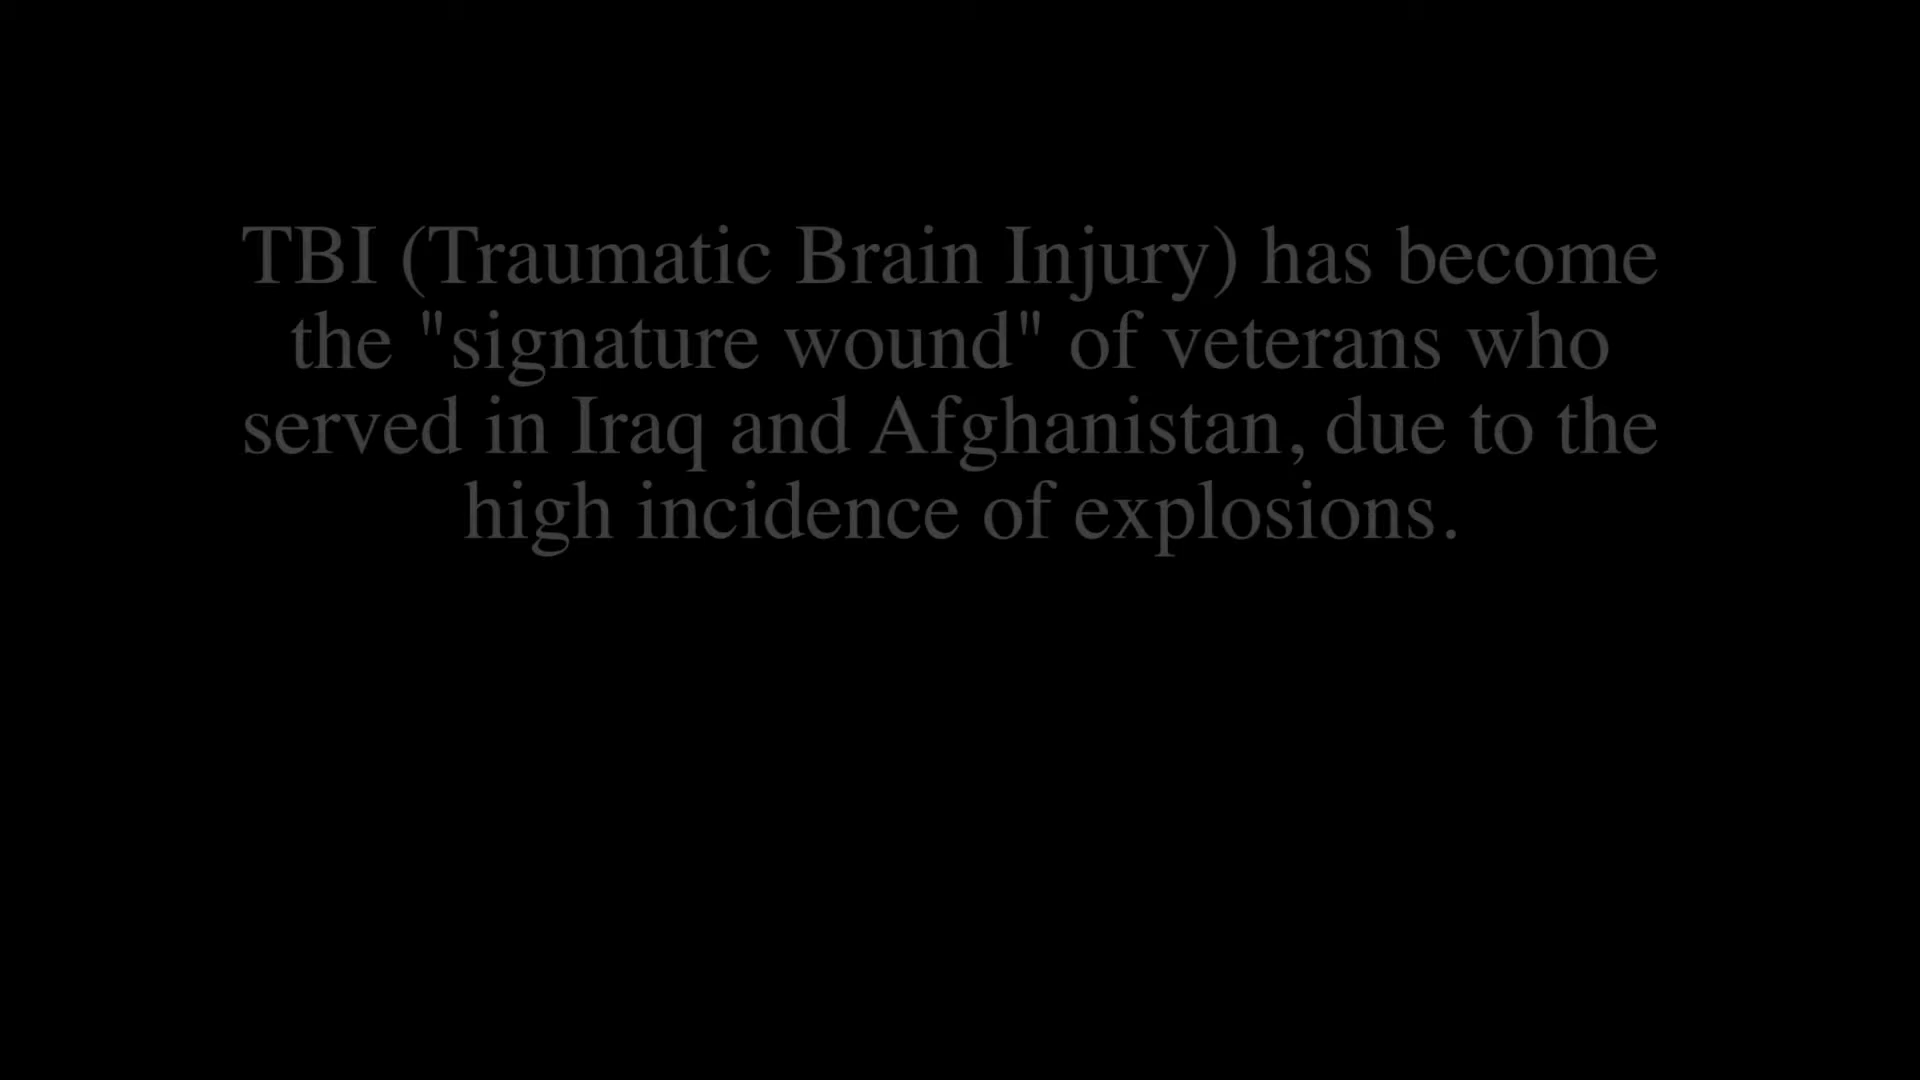 TBI (Traumatic Brain Injury) has become
the "signature wound" of veterans who
served in Iraq and Afghanistan, due to the
high incidence of explosions.